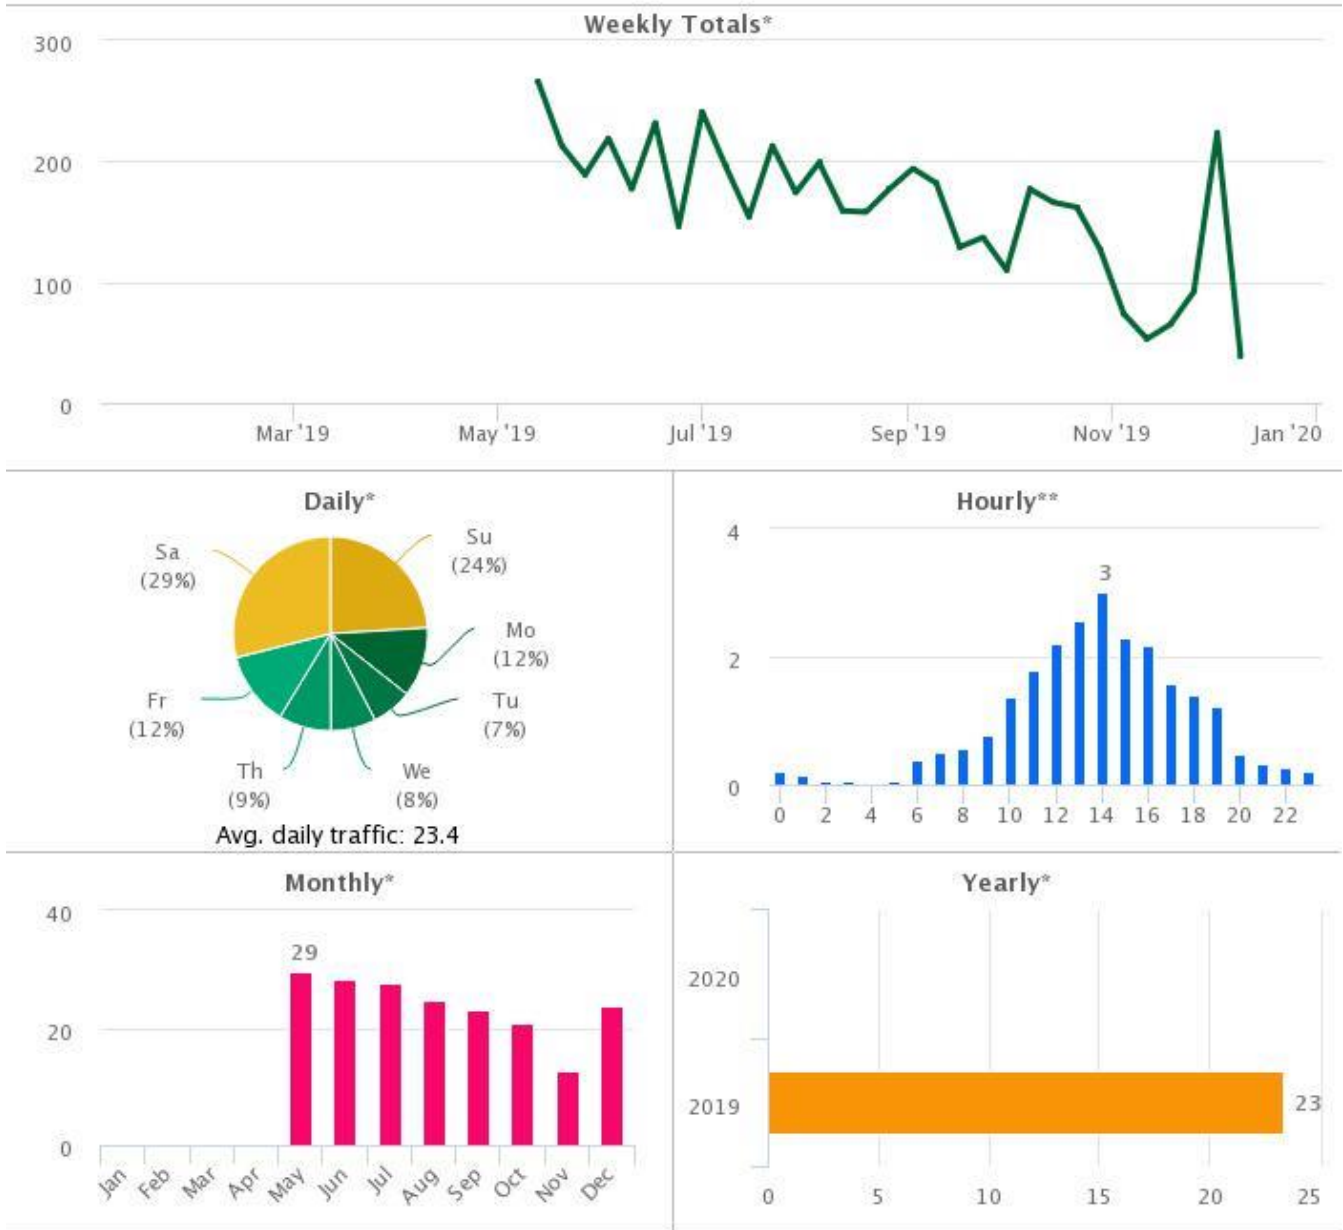 Weekly Totals*
300
200
100
0
Mar '19 May '19 Jul '19 Sep '19 Nov '19 Jan '20
Daily*
Sa
(29%)
Su
(24%)
Mo
(12%)
Fr
(12%)
Tu
(7%)
Th
(9%)
We
(8%)
Avg. daily traffic: 23.4
Hourly**
4
3
2
0
0 2 4 6 8 10 12 14 16 18 20 22
Monthly*
40
29
20
0
Jan Feb Mar Apr May Jun Jul Aug Sep Oct Nov Dec
Yearly*
2020
2019
23
0 5 10 15 20 25